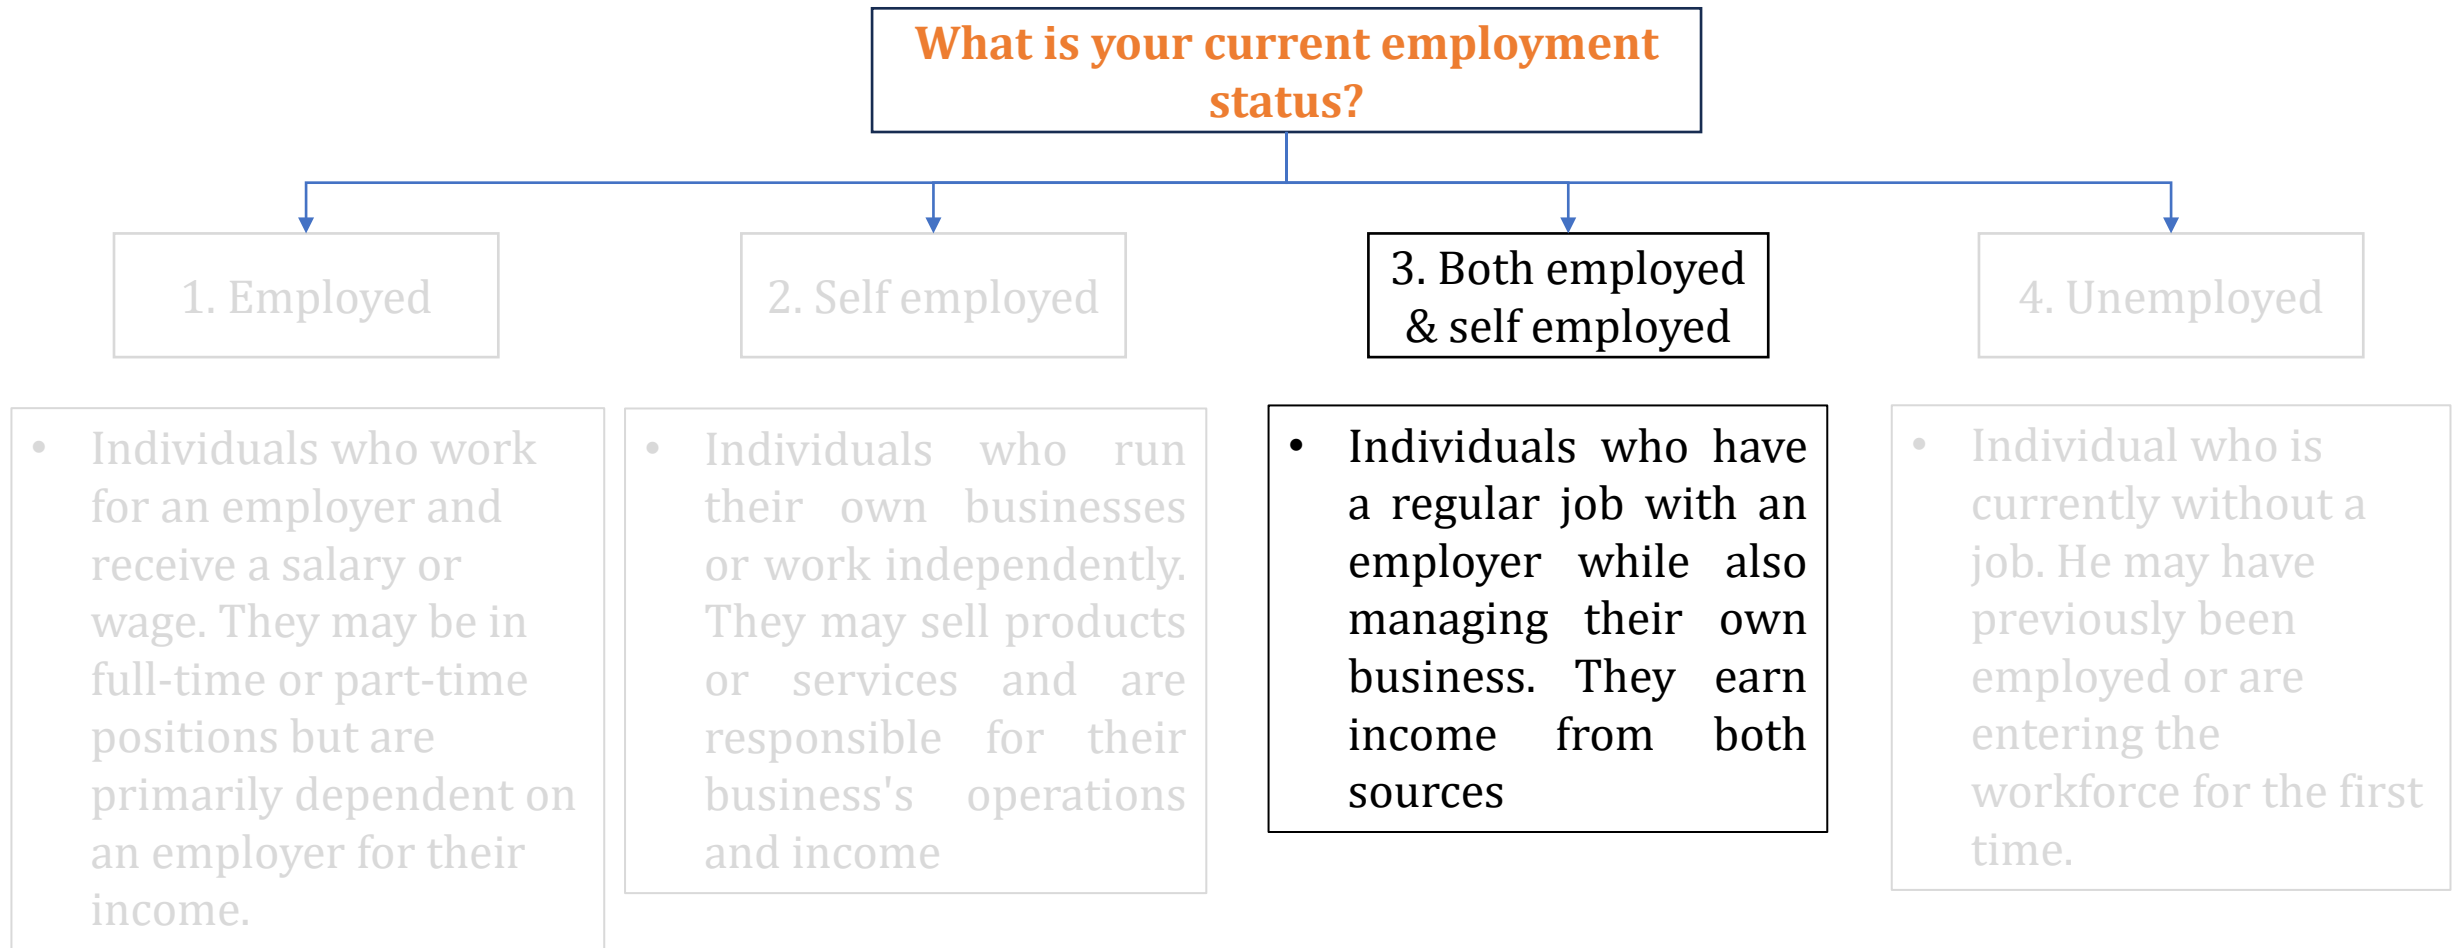 What is your current employment
status?
1. Employed
2. Self employed
3. Both employed
& self employed
4. Unemployed
• Individuals who work
for an employer and
receive a salary or
wage. They may be in
full-time or part-time
positions but are
primarily dependent on
an employer for their
income.
• Individuals who run
their own businesses
or work independently.
They may sell products
or services and are
responsible for their
business's operations
and income
• Individuals who have
a regular job with an
employer while also
managing their own
business. They earn
income from both
sources
• Individual who is
currently without a
job. He may have
previously been
employed or are
entering the
workforce for the first
time.